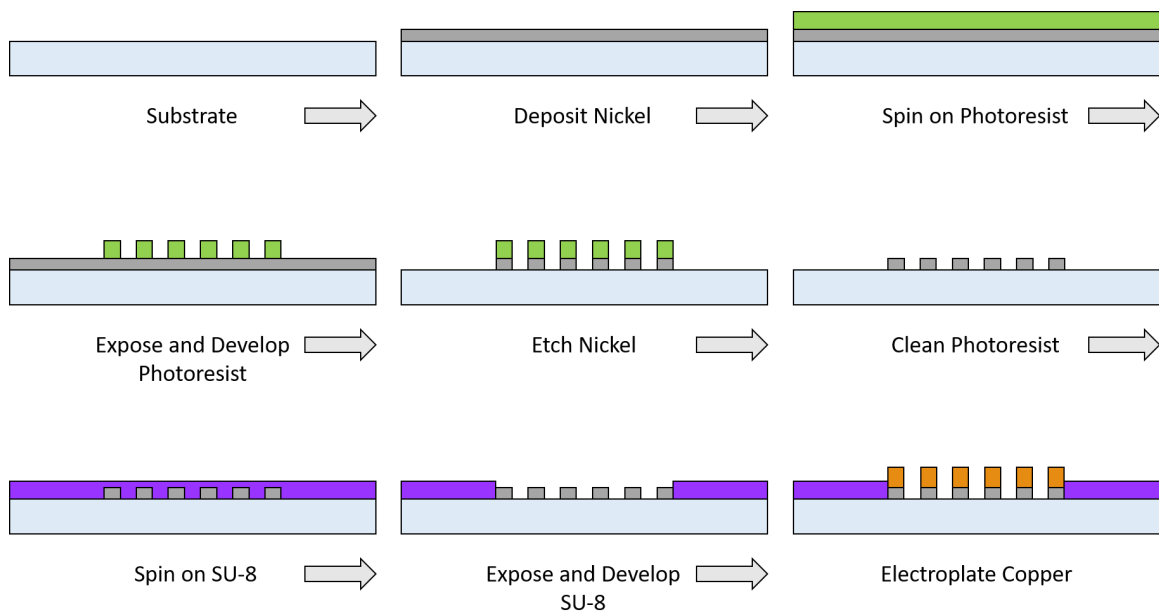 Substrate
Deposit Nickel
Spin on Photoresist
Expose and Develop
Photoresist
Etch Nickel
Clean Photoresist
Spin on SU-8
Expose and Develop
SU-8
Electroplate Copper